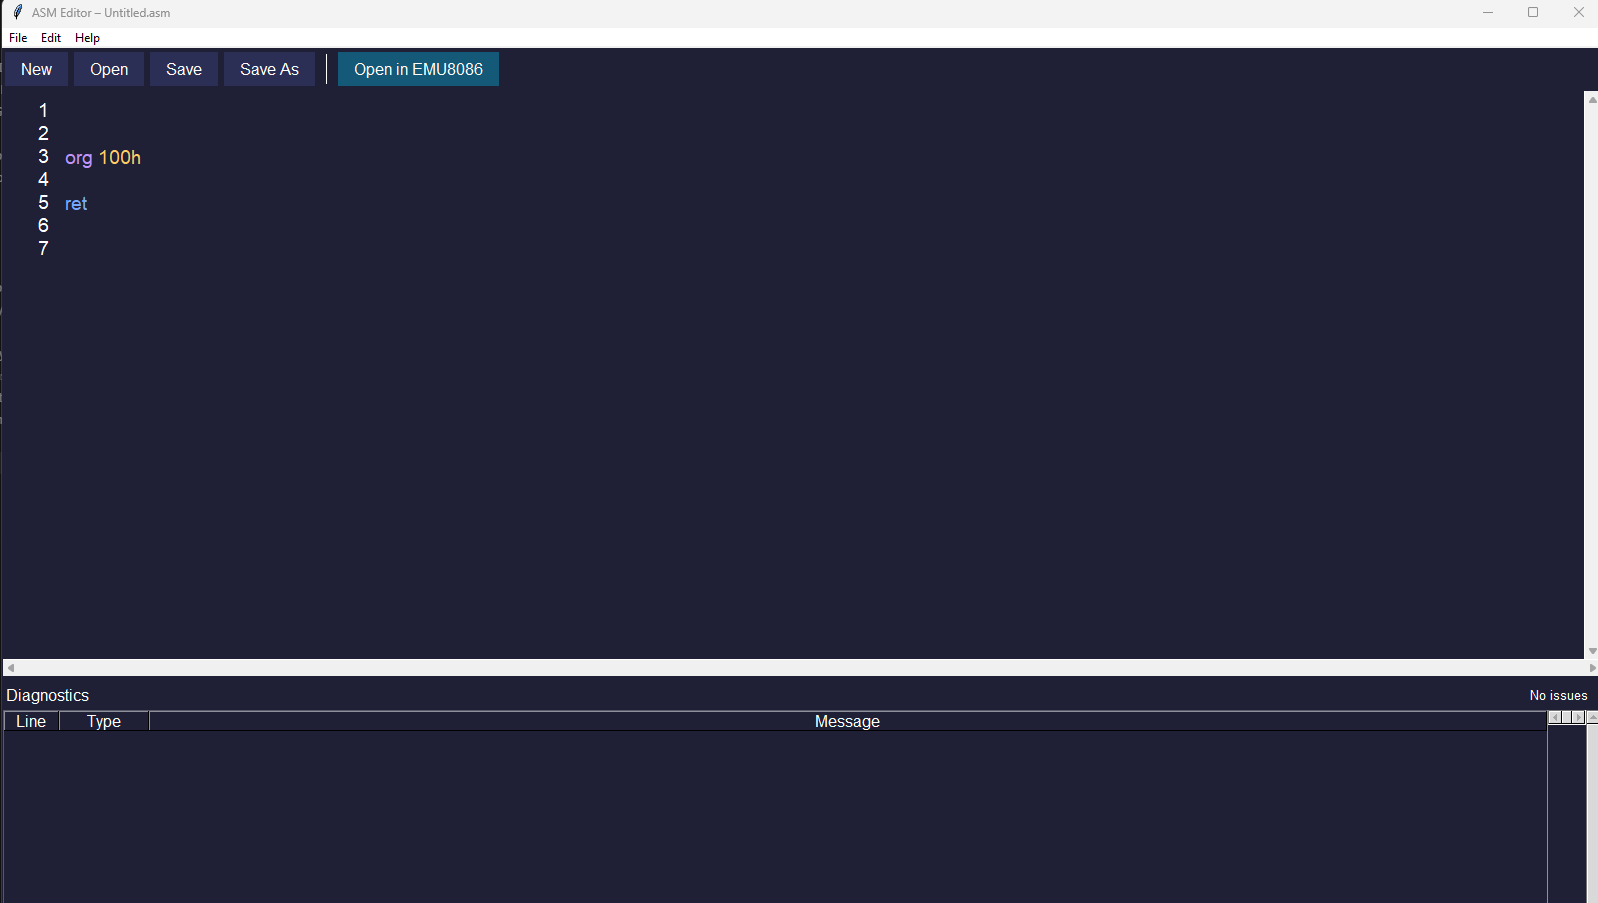 ASM Editor – Untitled.asm
File Edit Help
New Open Save Save As Open in EMU8086
1
2
3 org 100h
4
5 ret
6
7
Diagnostics No issues
Line Type Message